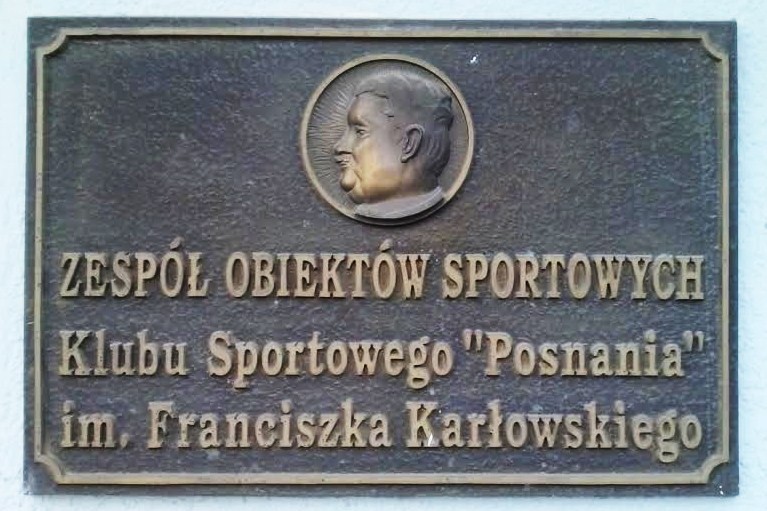 ZESPÓŁ OBIEKTÓW SPORTOWYCH
Klubu Sportowego "Posnania"
im. Franciszka Karłowskiego